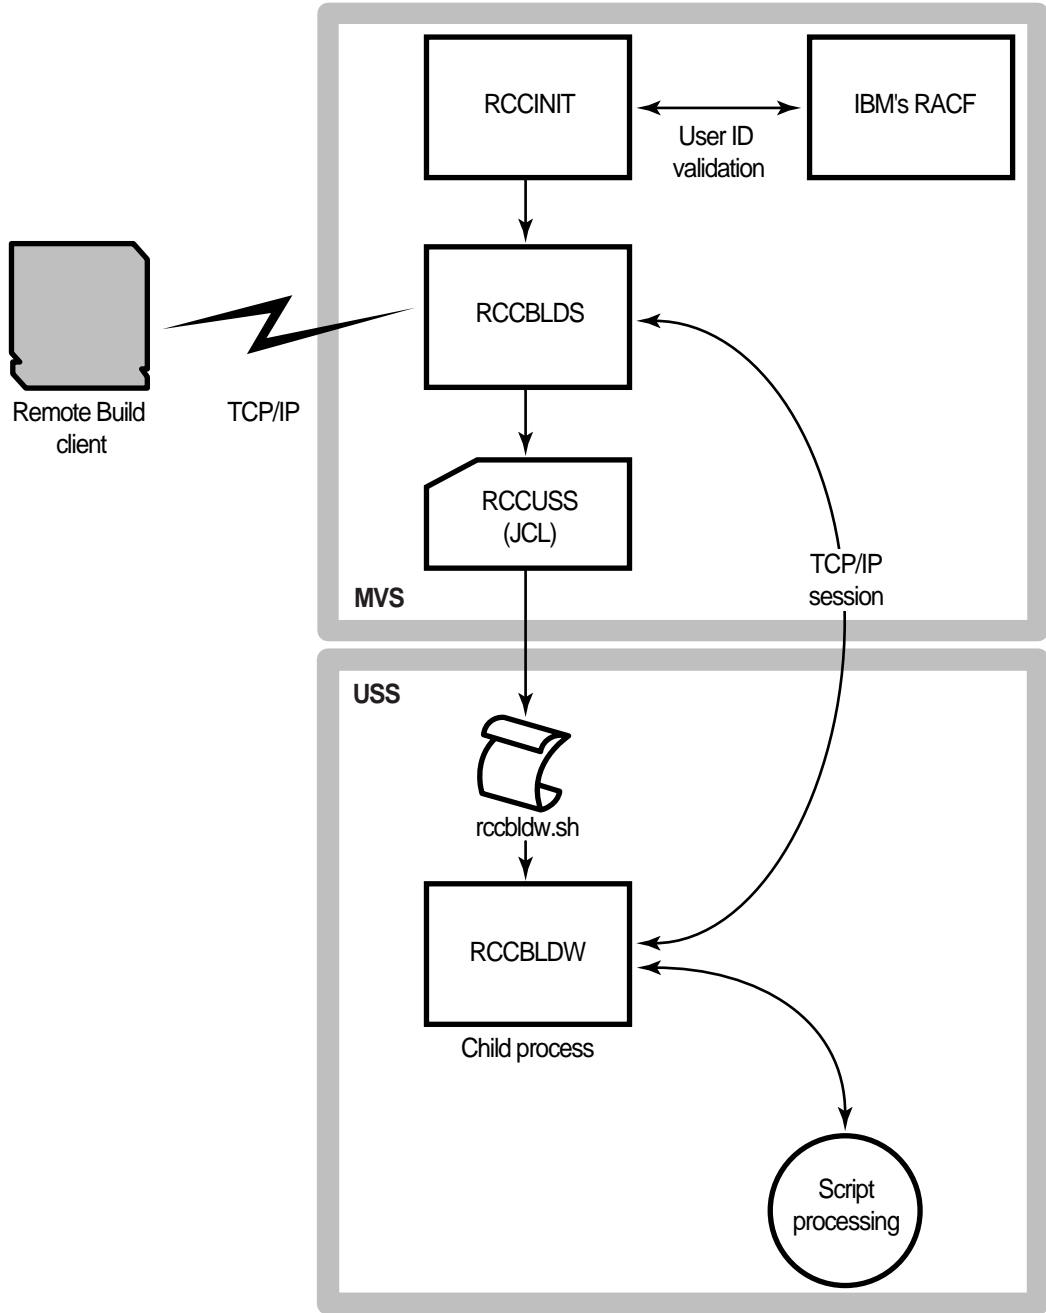 RCCINIT
IBM's RACF
User ID
validation
RCCBLDS
Remote Build
client
TCP/IP
RCCUSS
(JCL)
TCP/IP
session
MVS
USS
rccbldw.sh
RCCBLDW
Child process
Script
processing